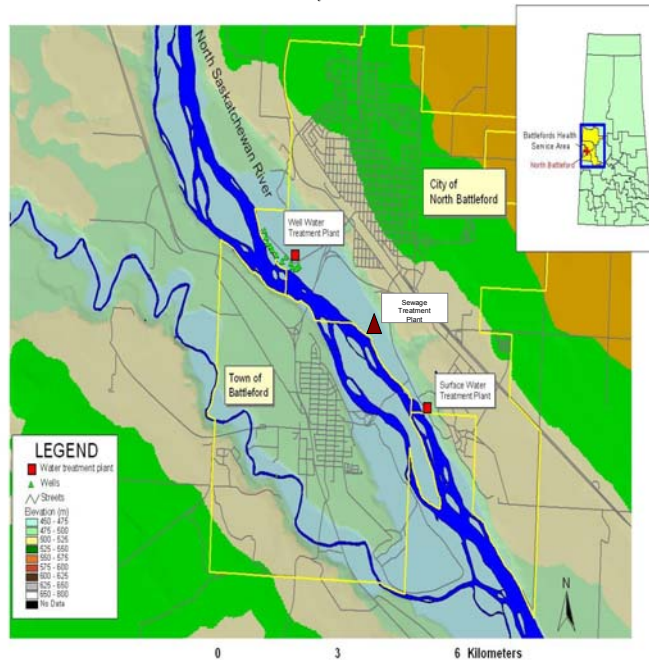 North Saskatchewan River
City of
North Battleford
Battlefords Health
Service Area
North Battleford
Well Water
Treatment Plant
Sewage
Treatment
Plant
Surface Water
Treatment Plant
Town of
Battleford
LEGEND
Water treatment plant
Wells
Streets
Elevation (m)
450 - 475
475 - 500
500 - 525
525 - 550
550 - 575
575 - 600
600 - 625
625 - 650
650 - 800
No Data
N
0 3 6 Kilometers